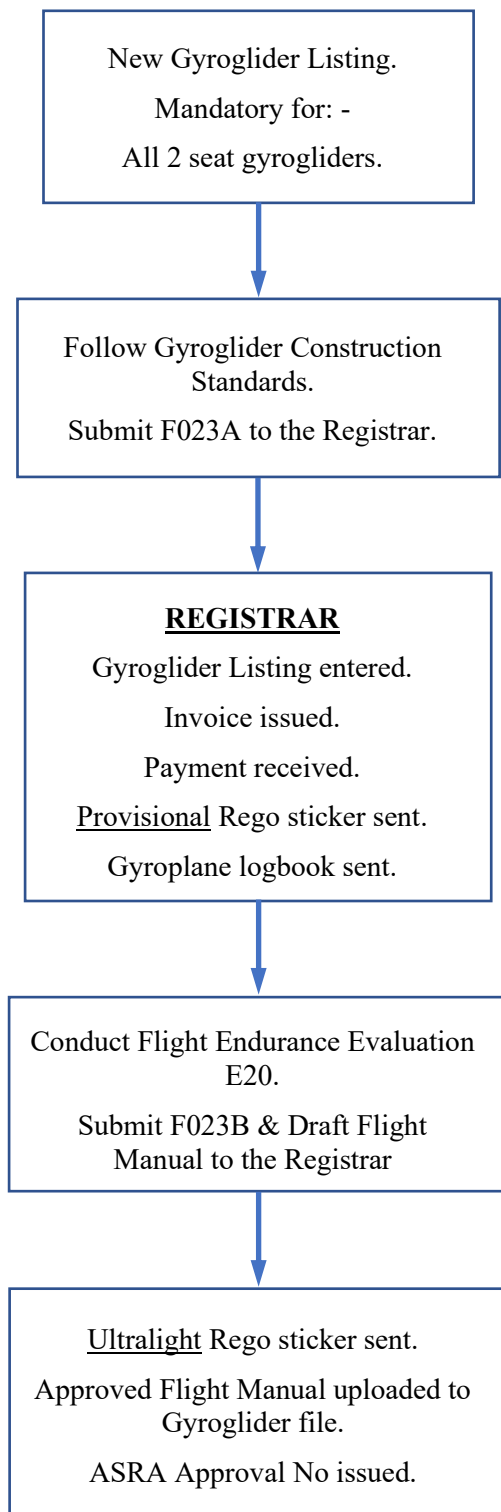 New Gyroglider Listing.
Mandatory for: -
All 2 seat gyrogliders.
Follow Gyroglider Construction
Standards.
Submit F023A to the Registrar.
REGISTRAR
Gyroglider Listing entered.
Invoice issued.
Payment received.
Provisional Rego sticker sent.
Gyroplane logbook sent.
Conduct Flight Endurance Evaluation
E20.
Submit F023B & Draft Flight
Manual to the Registrar
Ultralight Rego sticker sent.
Approved Flight Manual uploaded to
Gyroglider file.
ASRA Approval No issued.